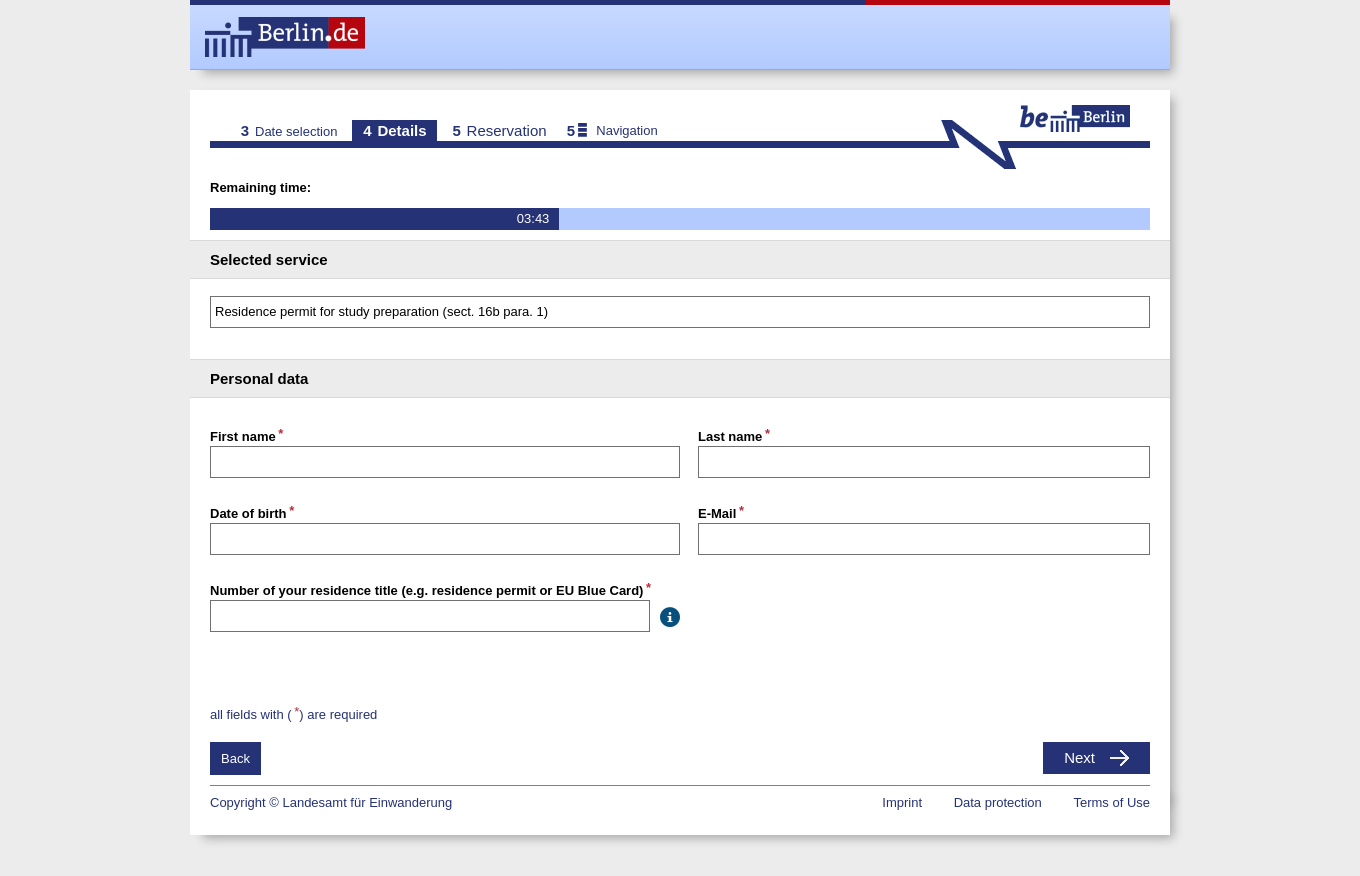 Berlin.de
be Berlin
3 Date selection 4 Details 5 Reservation 5 Navigation
Remaining time:
03:43
Selected service
Residence permit for study preparation (sect. 16b para. 1)
Personal data
First name * Last name *
Date of birth * E-Mail *
Number of your residence title (e.g. residence permit or EU Blue Card) *
all fields with ( *) are required
Back Next
Copyright © Landesamt für Einwanderung Imprint Data protection Terms of Use